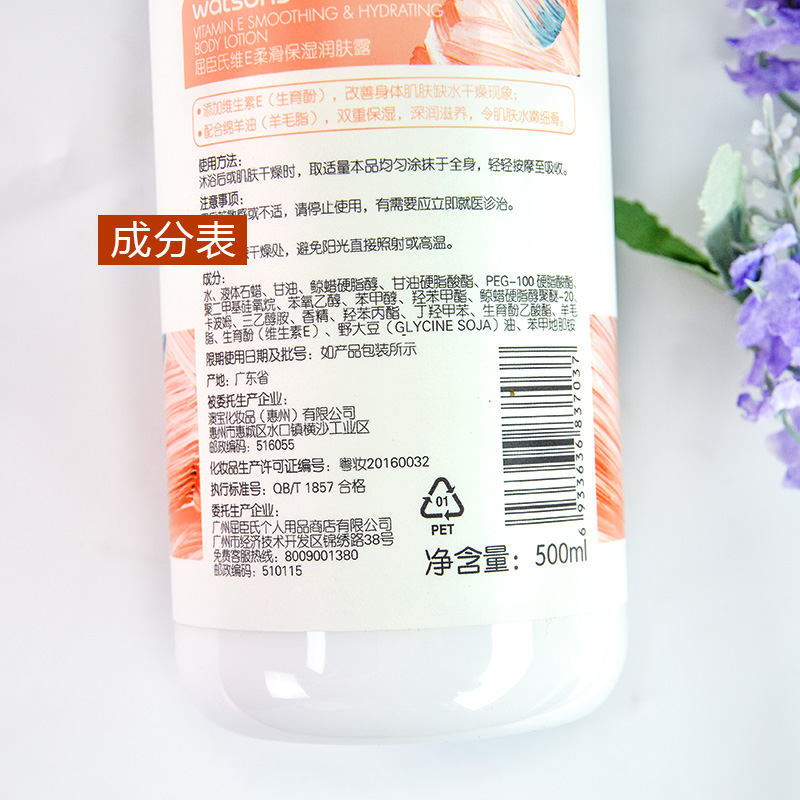 watsons
VITAMIN E SMOOTHING & HYDRATING
BODY LOTION
屈臣氏维E柔滑保湿润肤露
•添加维生素E（生育酚），改善身体肌肤缺水干燥现象；
•配合绵羊油（羊毛脂），双重保湿，深润滋养，令肌肤水嫩细滑。
使用方法：
沐浴后或肌肤干燥时，取适量本品均匀涂抹于全身，轻轻按摩至吸收。
注意事项：
或不适，请停止使用，有需要应立即就医诊治。
成分表
干燥处，避免阳光直接照射或高温。
成分：
水、液体石蜡、甘油、鲸蜡硬脂醇、甘油硬脂酸酯、PEG-100硬脂酸酯、
聚二甲基硅氧烷、苯氧乙醇、苯甲醇、羟苯甲酯、鲸蜡硬脂醇聚醚-20、
卡波姆、三乙醇胺、香精、羟苯丙酯、丁羟甲苯、生育酚乙酸酯、羊毛
脂、生育酚（维生素E）、野大豆（GLYCINE SOJA）油、苯甲地那铵
限期使用日期及批号：如产品包装所示
产地：广东省
被委托生产企业：
澳宝化妆品（惠州）有限公司
惠州市惠城区水口镇横沙工业区
邮政编码：516055
化妆品生产许可证编号：粤妆20160032
执行标准号：QB/T 1857 合格
委托生产企业：
广州屈臣氏个人用品商店有限公司
广州市经济技术开发区锦绣路38号
免费客服热线：8009001380
邮政编码：510115
01
PET
净含量：500ml
6933636837037